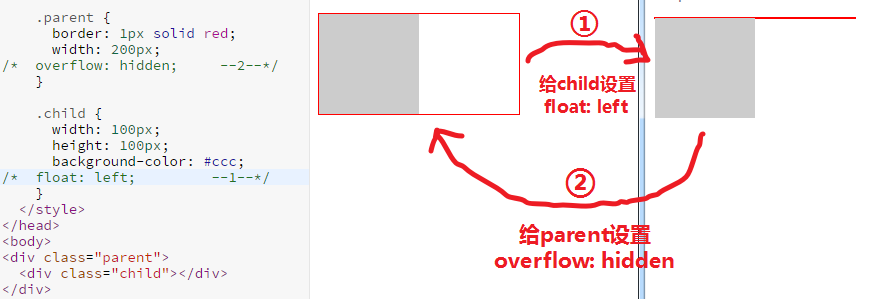 .parent {
border: 1px solid red;
width: 200px;
/* overflow: hidden; --2--*/
}
.child {
width: 100px;
height: 100px;
background-color: #ccc;
/* float: left; --1--*/
}
</style>
</head>
<body>
<div class="parent">
<div class="child"></div>
</div>
①
给child设置
float: left
②
给parent设置
overflow: hidden